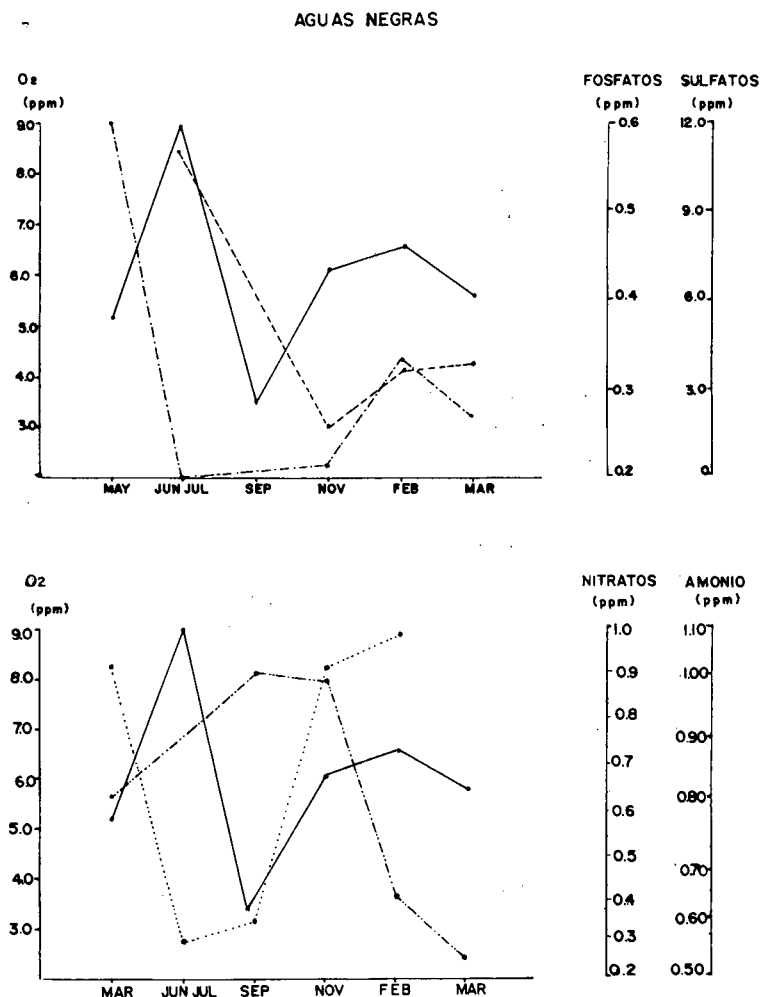 AGUAS NEGRAS
O2
(ppm)
FOSFATOS
(ppm)
SULFATOS
(ppm)
9.0
8.0
7.0
6.0
5.0
4.0
3.0
0.6
0.5
0.4
0.3
0.2
12.0
9.0
6.0
3.0
0
MAY JUN JUL SEP NOV FEB MAR
O2
(ppm)
NITRATOS
(ppm)
AMONIO
(ppm)
9.0
8.0
7.0
6.0
5.0
4.0
3.0
1.0
0.9
0.8
0.7
0.6
0.5
0.4
0.3
0.2
1.10
1.00
0.90
0.80
0.70
0.60
0.50
MAR JUN JUL SEP NOV FEB MAR